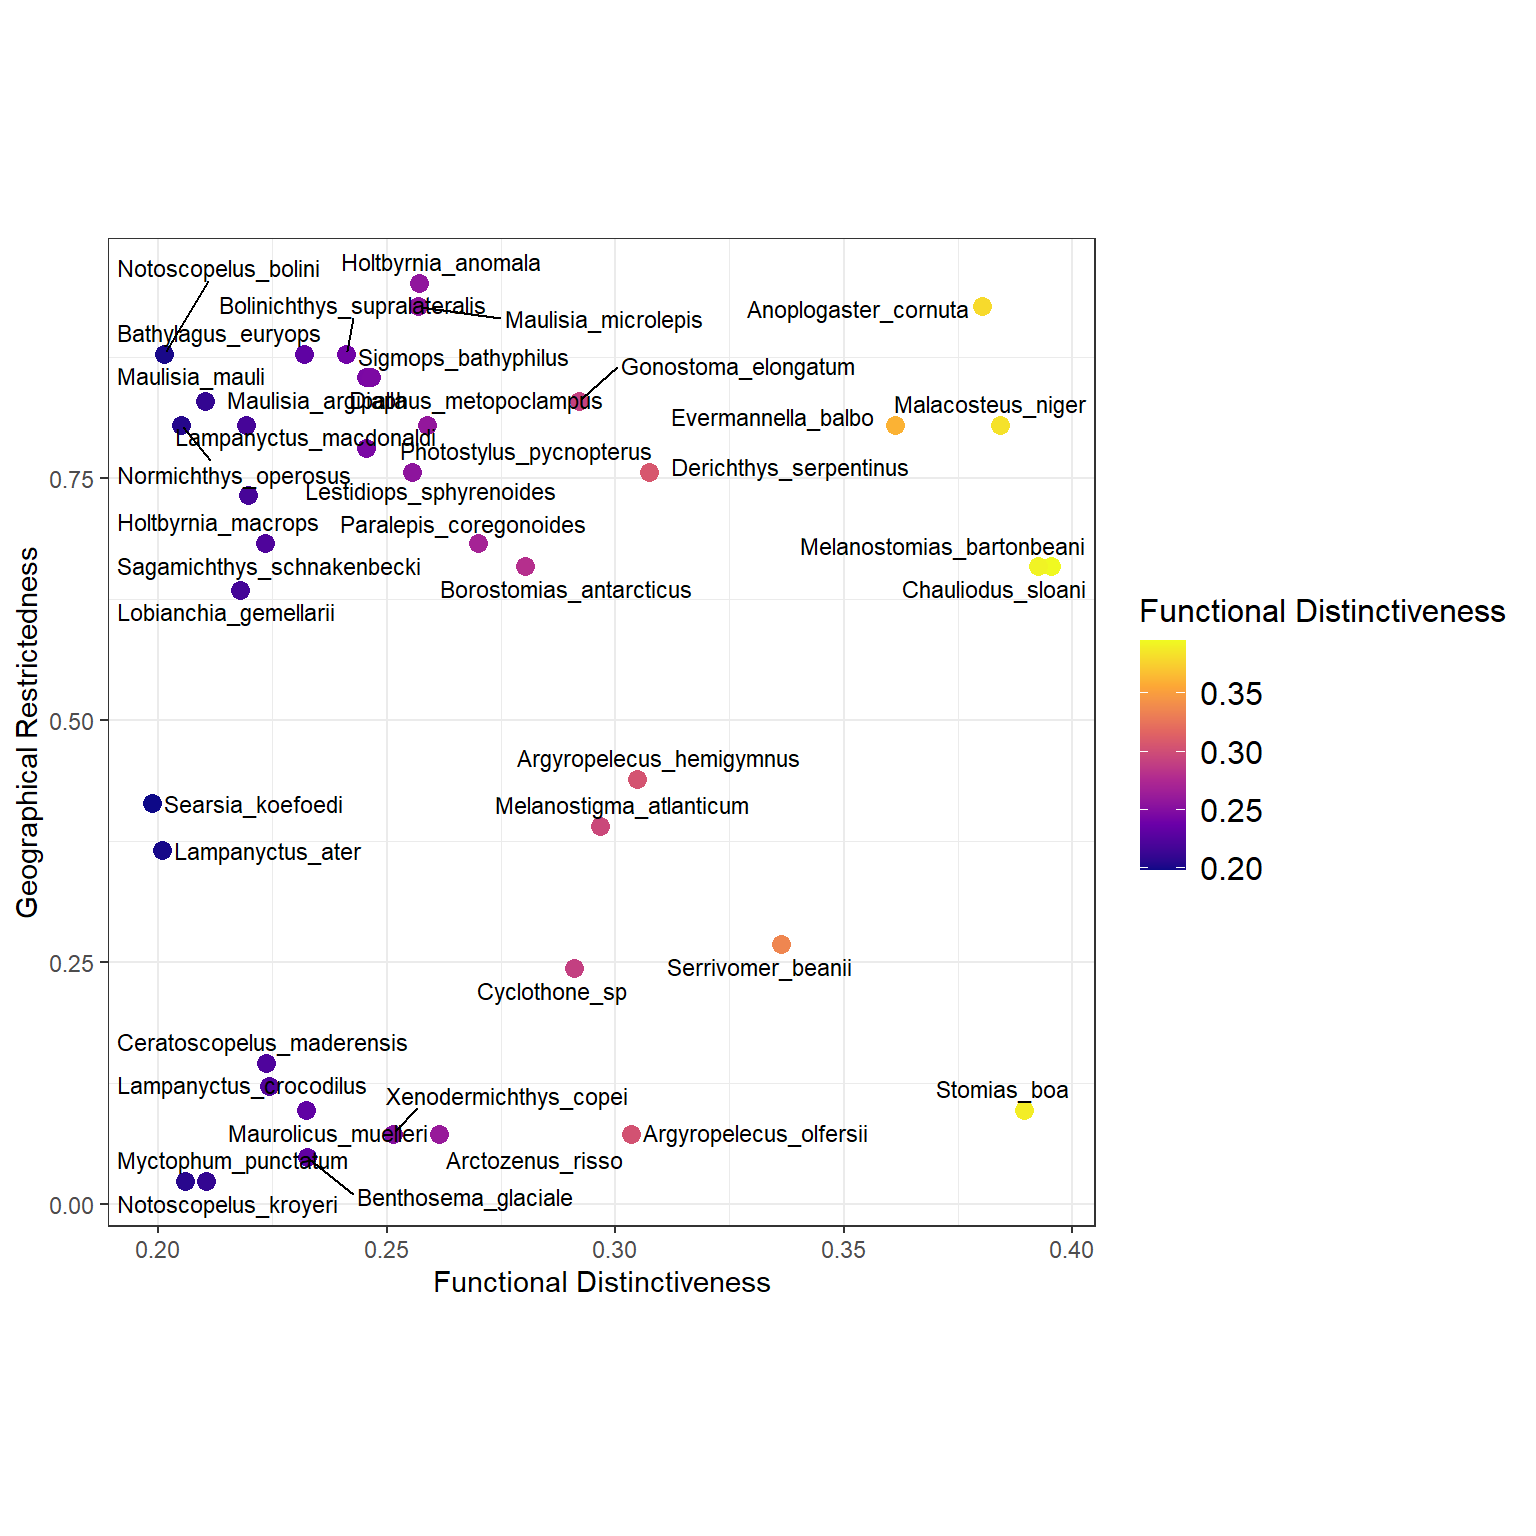 Holtbyrnia_anomala
Notoscopelus_bolini
Bolinichthys_supralateralis
Anoplogaster_cornuta
Maulisia_microlepis
Bathylagus_euryops
Sigmops_bathyphilus
Gonostoma_elongatum
Maulisia_mauli
Maulisia_argipalla
Diaphus_metopoclampus
Malacosteus_niger
Evermannella_balbo
Lampanyctus_macdonaldi
Photostylus_pycnopterus
Derichthys_serpentinus
Normichthys_operosus
Lestidiops_sphyrenoides
Holtbyrnia_macrops
Paralepis_coregonoides
Melanostomias_bartonbeani
Sagamichthys_schnakenbecki
Borostomias_antarcticus
Chauliodus_sloani
Lobianchia_gemellarii
Argyropelecus_hemigymnus
Searsia_koefoedi
Melanostigma_atlanticum
Lampanyctus_ater
Serrivomer_beanii
Cyclothone_sp
Ceratoscopelus_maderensis
Lampanyctus_crocodilus
Xenodermichthys_copei
Stomias_boa
Maurolicus_muelleri
Argyropelecus_olfersii
Myctophum_punctatum
Arctozenus_risso
Benthosema_glaciale
Notoscopelus_kroyeri
0.75
0.50
0.25
0.00
Geographical Restrictedness
0.20 0.25 0.30 0.35 0.40
Functional Distinctiveness
Functional Distinctiveness
0.35
0.30
0.25
0.20